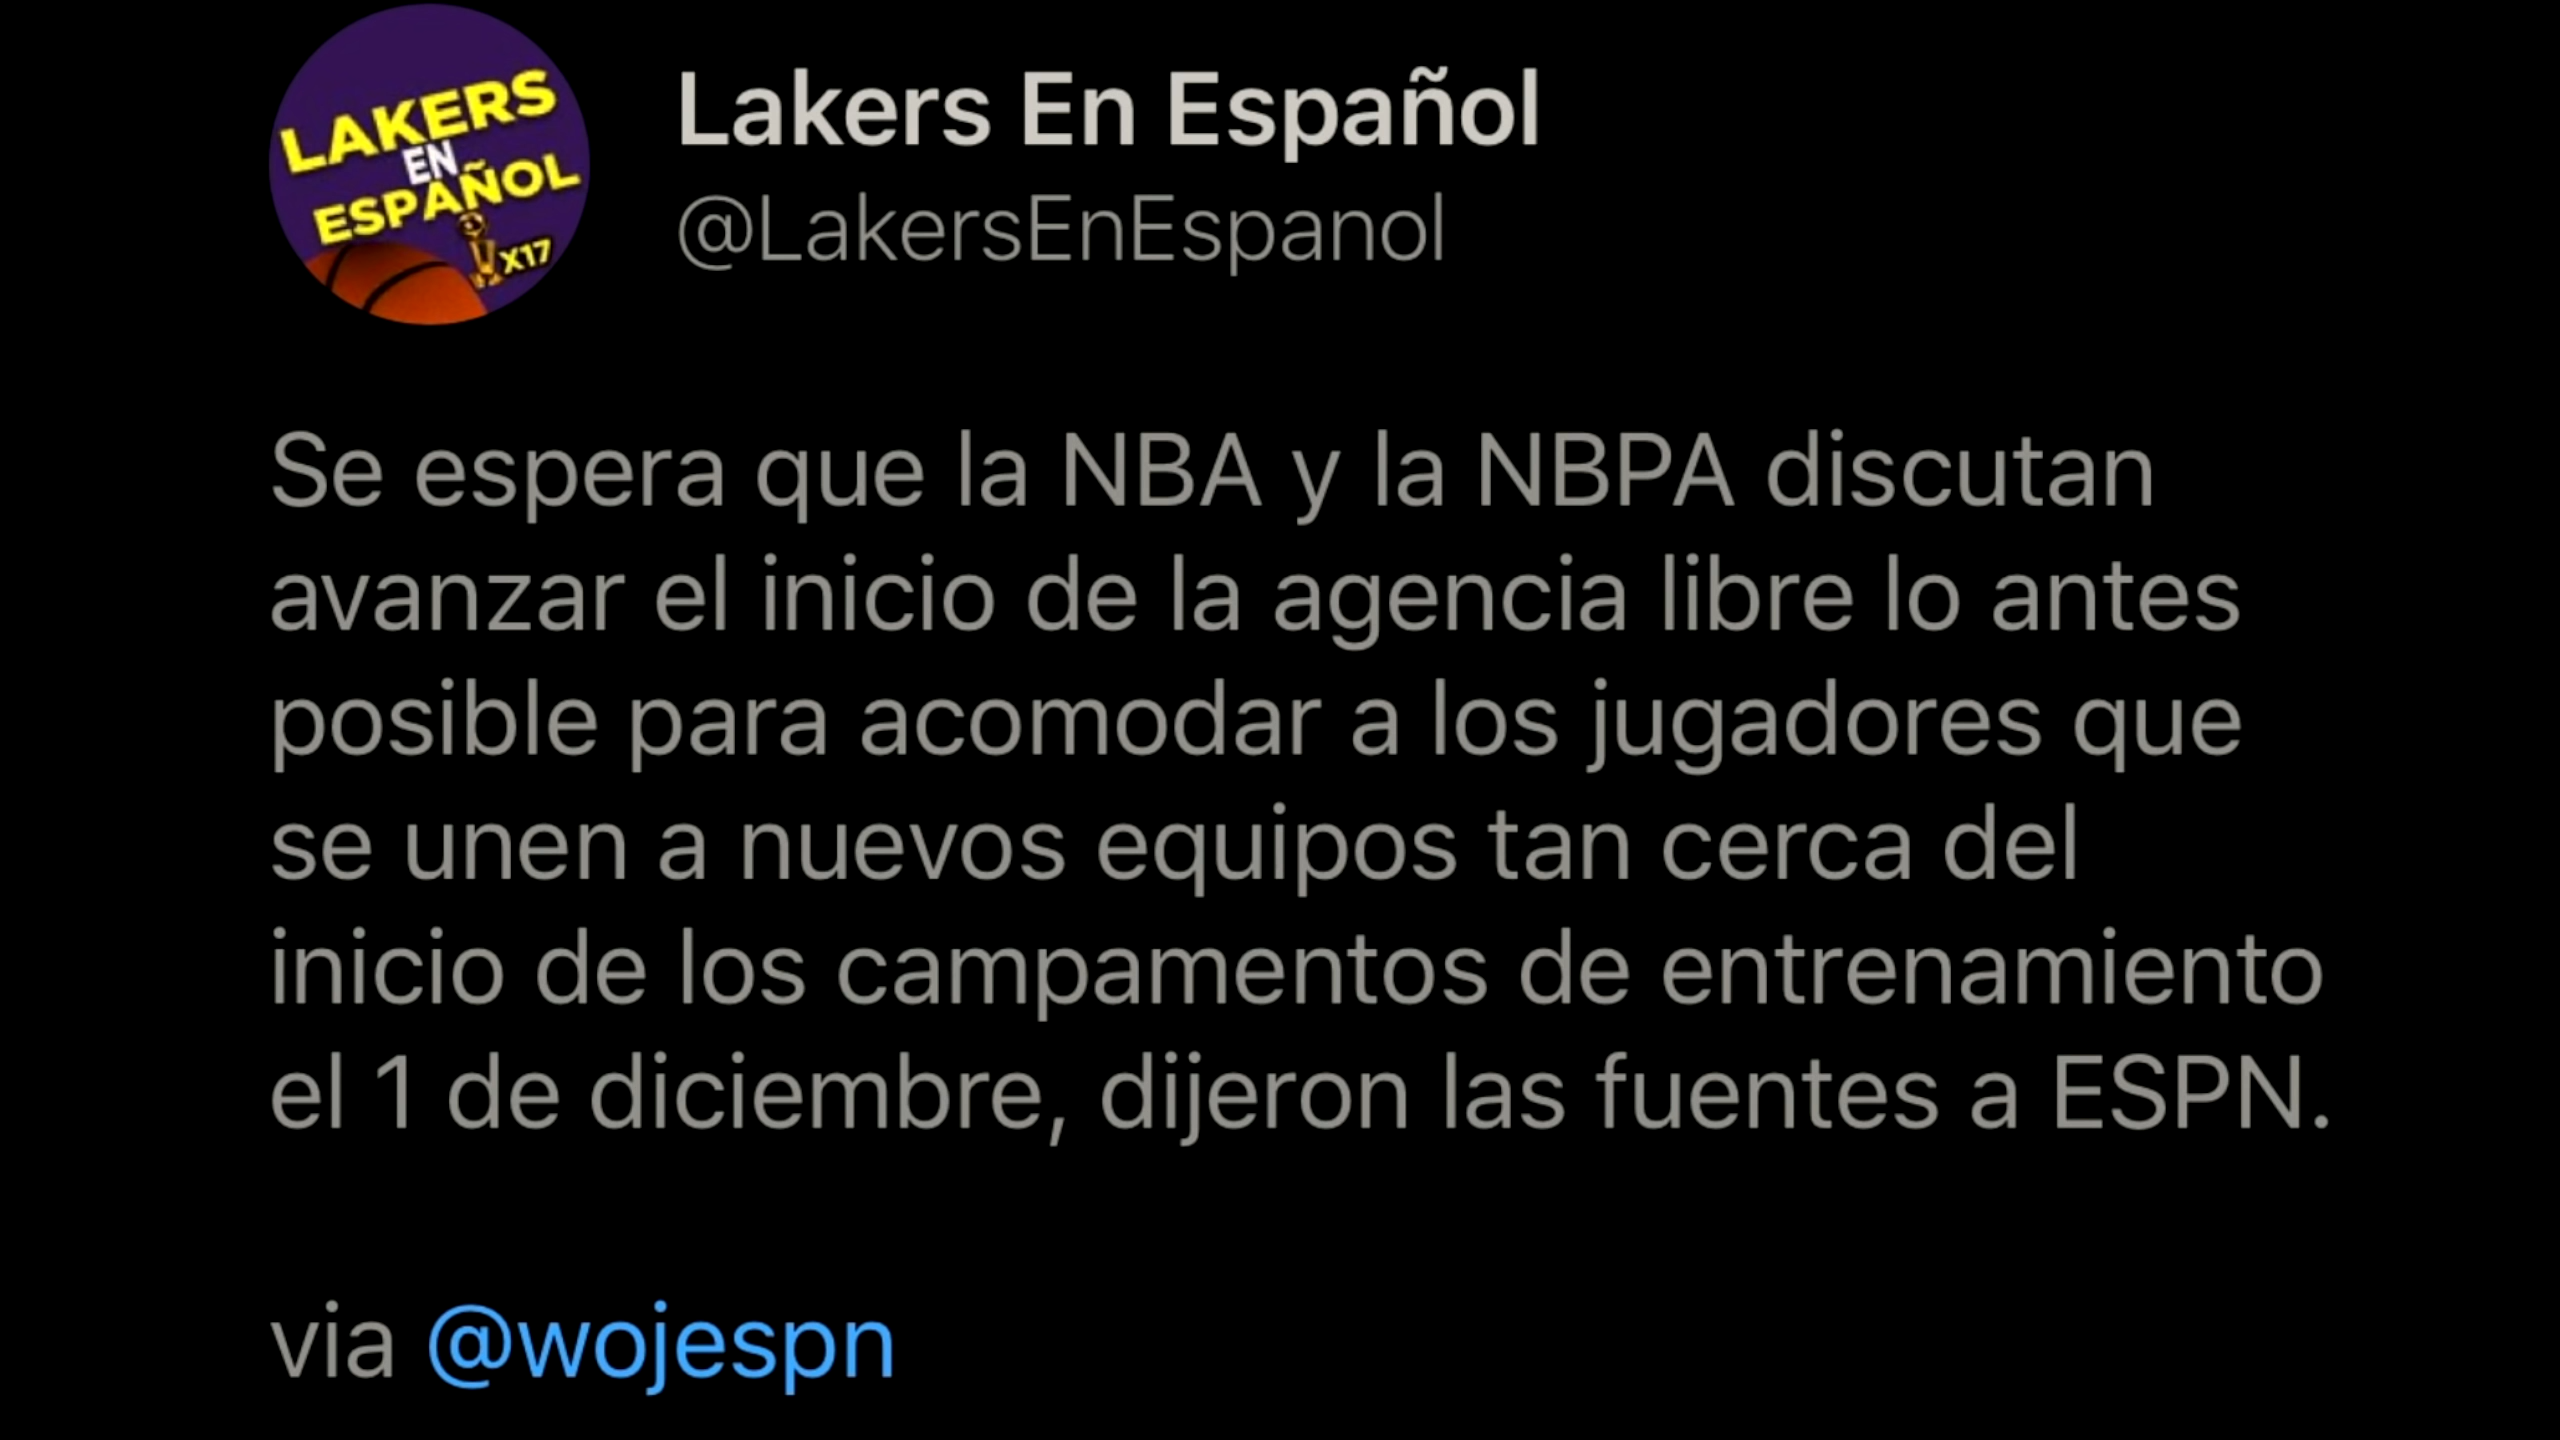 LAKERS
EN
ESPAÑOL
X17
Lakers En Español
@LakersEnEspanol
Se espera que la NBA y la NBPA discutan
avanzar el inicio de la agencia libre lo antes
posible para acomodar a los jugadores que
se unen a nuevos equipos tan cerca del
inicio de los campamentos de entrenamiento
el 1 de diciembre, dijeron las fuentes a ESPN.
via @wojespn